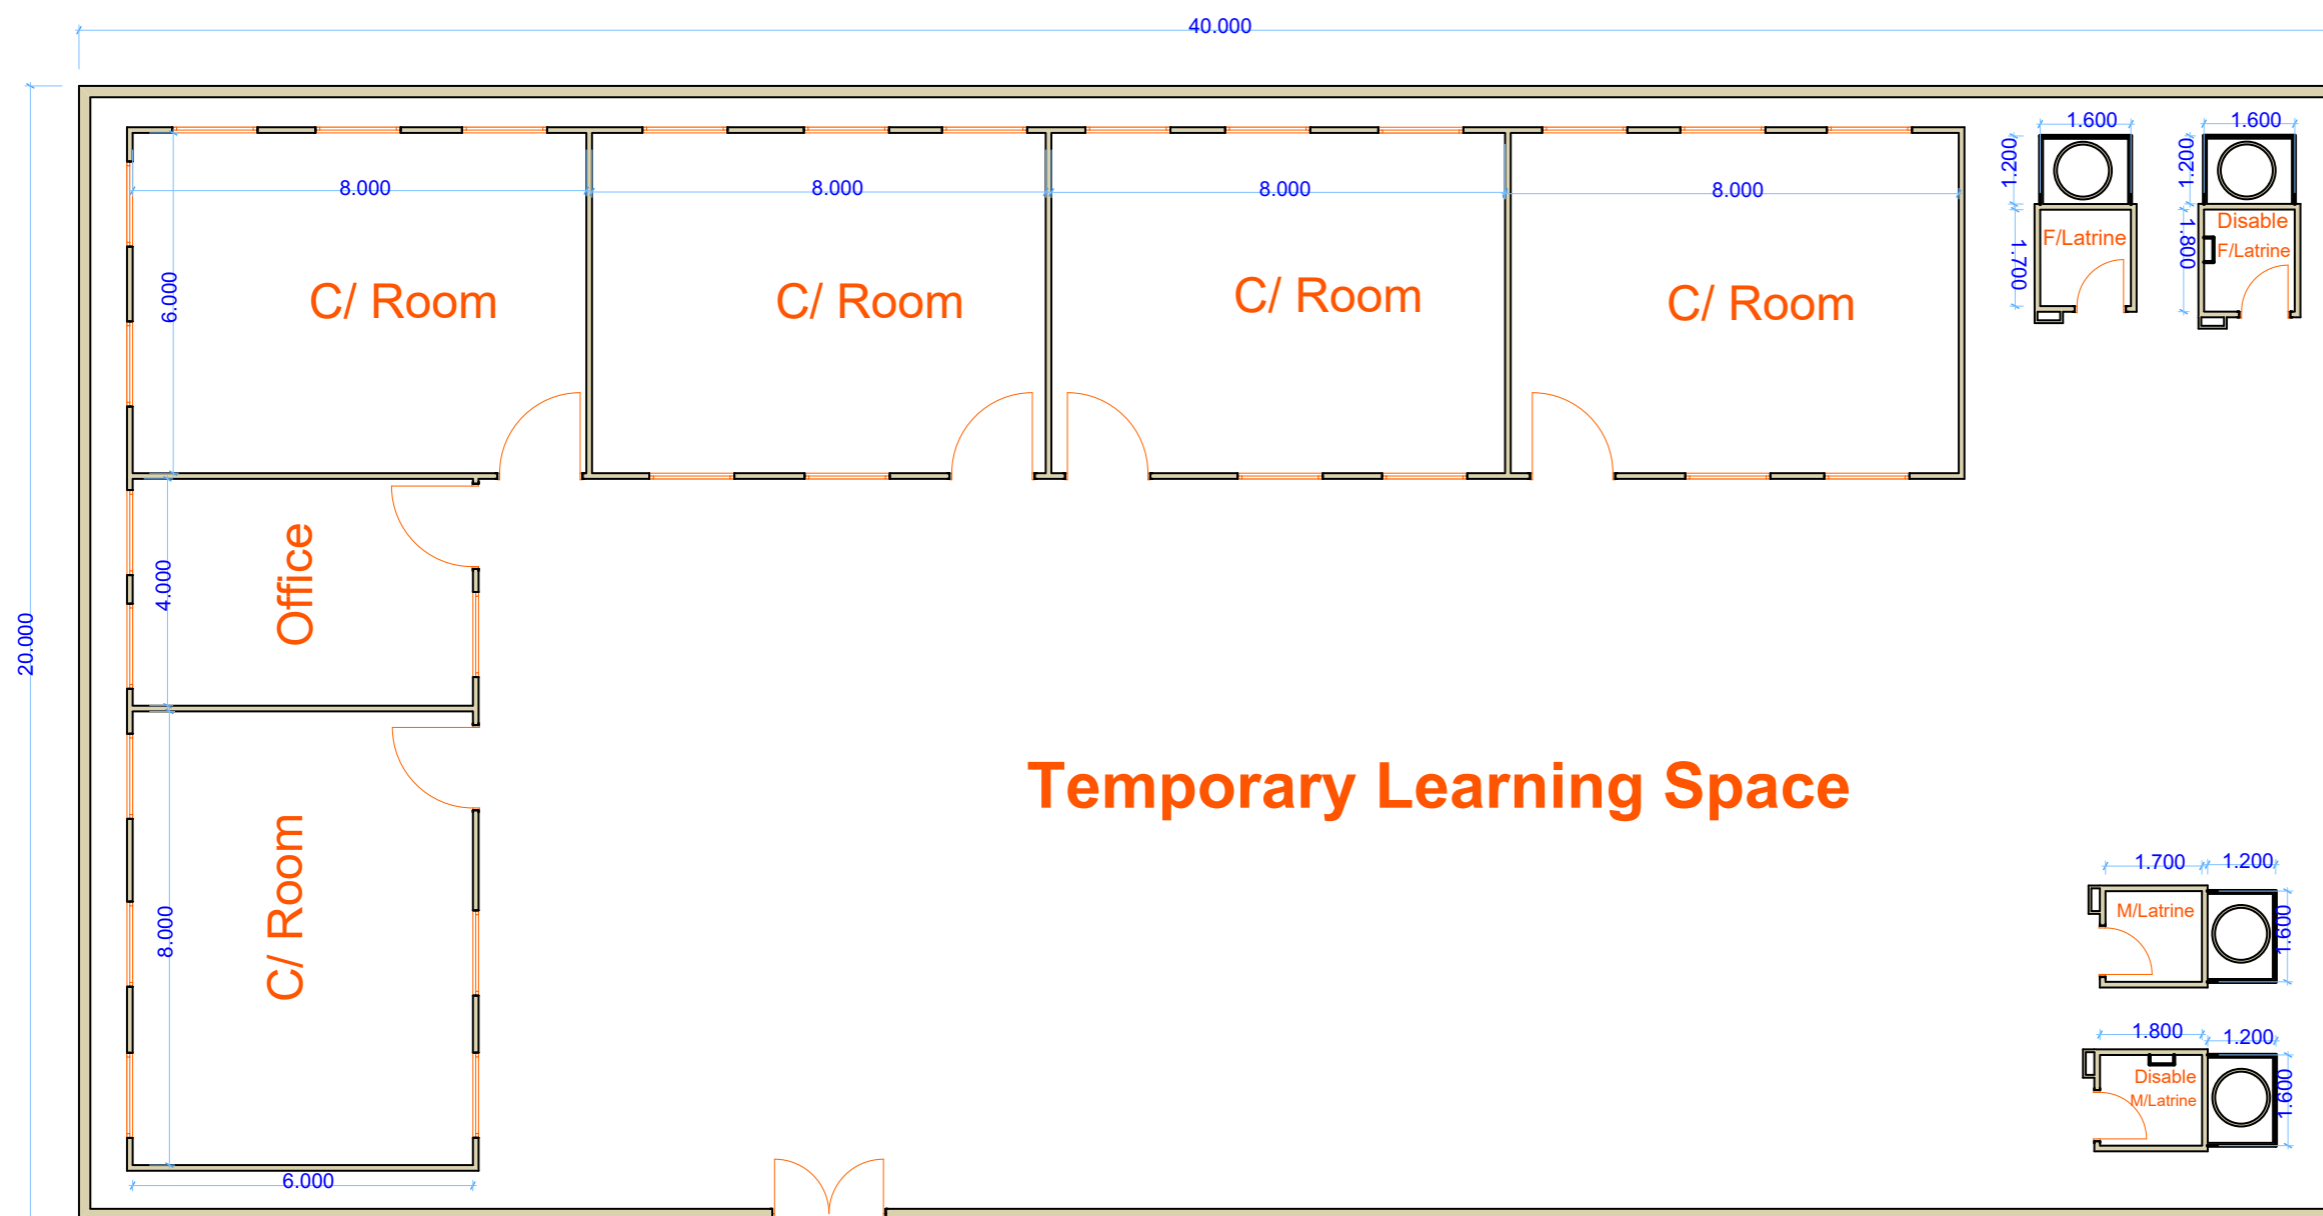 40.000
1.600
1.600
1.200
1.200
8.000
8.000
8.000
8.000
Disable
F/Latrine
F/Latrine
1.700
1.800
6.000
C/ Room
C/ Room
C/ Room
C/ Room
Office
4.000
20.000
Temporary Learning Space
C/ Room
8.000
6.000
1.700
1.200
M/Latrine
1.600
1.800
1.200
Disable
M/Latrine
1.600